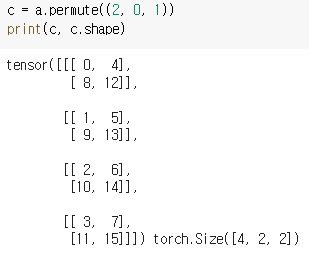 c = a.permute((2, 0, 1))
print(c, c.shape)
tensor([[[ 0,  4],
         [ 8, 12]],
        [[ 1,  5],
         [ 9, 13]],
        [[ 2,  6],
         [10, 14]],
        [[ 3,  7],
         [11, 15]]]) torch.Size([4, 2, 2])